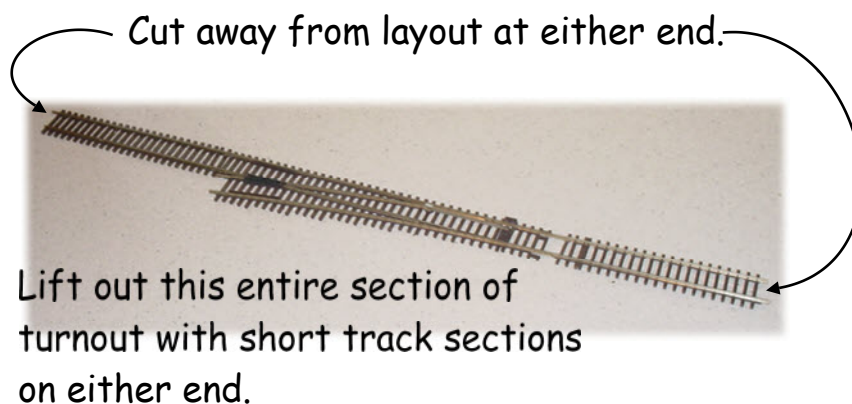 Cut away from layout at either end.
Lift out this entire section of
turnout with short track sections
on either end.